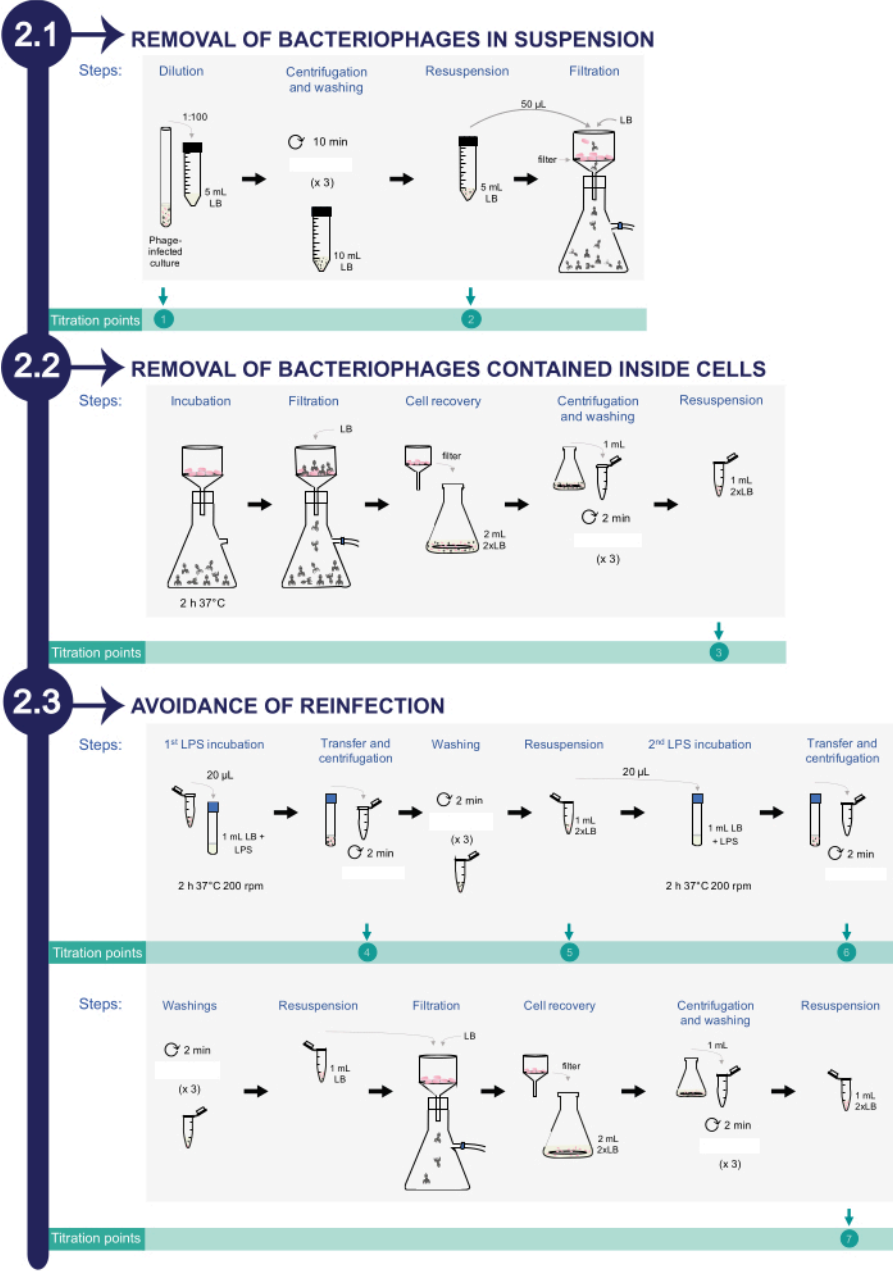 2.1
REMOVAL OF BACTERIOPHAGES IN SUSPENSION
Steps:
Dilution
Centrifugation
and washing
Resuspension
Filtration
1:100
5 mL
LB
Phage-
infected
culture
10 min
(x 3)
10 mL
LB
5 mL
LB
50 µL
LB
filter
Titration points
1
2
2.2
REMOVAL OF BACTERIOPHAGES CONTAINED INSIDE CELLS
Steps:
Incubation
Filtration
Cell recovery
Centrifugation
and washing
Resuspension
2 h 37°C
LB
filter
2 mL
2xLB
1 mL
2 min
(x 3)
1 mL
2xLB
Titration points
3
2.3
AVOIDANCE OF REINFECTION
Steps:
1st LPS incubation
Transfer and
centrifugation
Washing
Resuspension
2nd LPS incubation
Transfer and
centrifugation
20 µL
1 mL LB +
LPS
2 h 37°C 200 rpm
2 min
2 min
(x 3)
1 mL
2xLB
20 µL
1 mL LB
+ LPS
2 h 37°C 200 rpm
2 min
Titration points
4
5
6
Steps:
Washings
Resuspension
Filtration
Cell recovery
Centrifugation
and washing
Resuspension
2 min
(x 3)
1 mL
LB
LB
filter
2 mL
2xLB
1 mL
2 min
(x 3)
1 mL
2xLB
Titration points
7